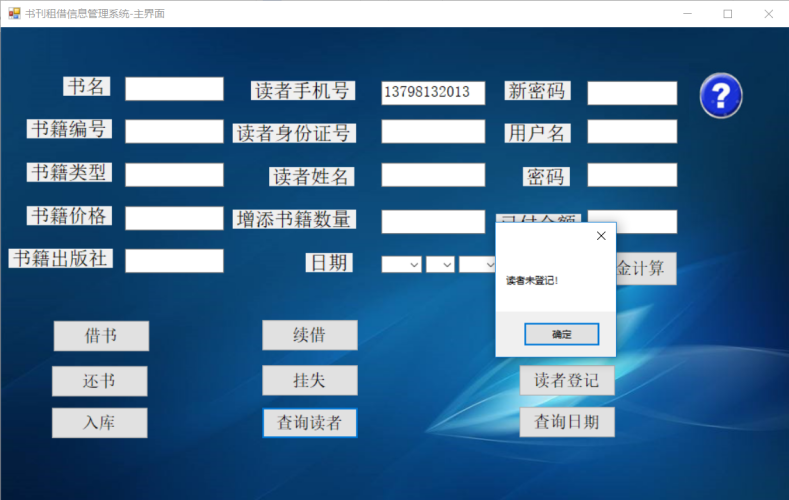 书刊租借信息管理系统-主界面
书名
读者手机号
13798132013
新密码
?
书籍编号
读者身份证号
用户名
书籍类型
读者姓名
密码
书籍价格
增添书籍数量
书籍出版社
日期
金计算
读者未登记!
确定
借书
续借
还书
挂失
读者登记
入库
查询读者
查询日期